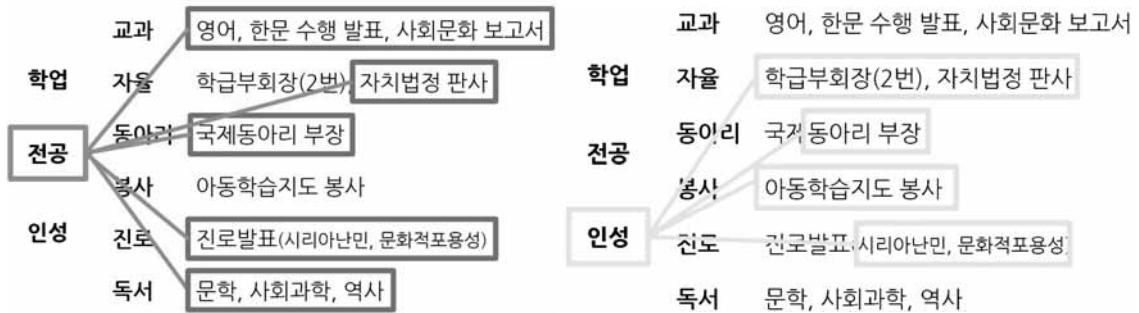 교과 영어, 한문 수행 발표, 사회문화 보고서
학업 자율 학급부회장(2번), 자치법정 판사
동아리 국제동아리 부장
전공
봉사 아동학습지도 봉사
인성 진로 진로발표(시리아난민, 문화적포용성)
독서 문학, 사회과학, 역사
교과 영어, 한문 수행 발표, 사회문화 보고서
학업 자율 학급부회장(2번), 자치법정 판사
동아리 국제동아리 부장
전공
봉사 아동학습지도 봉사
인성 진로 진로발표(시리아난민, 문화적포용성)
독서 문학, 사회과학, 역사